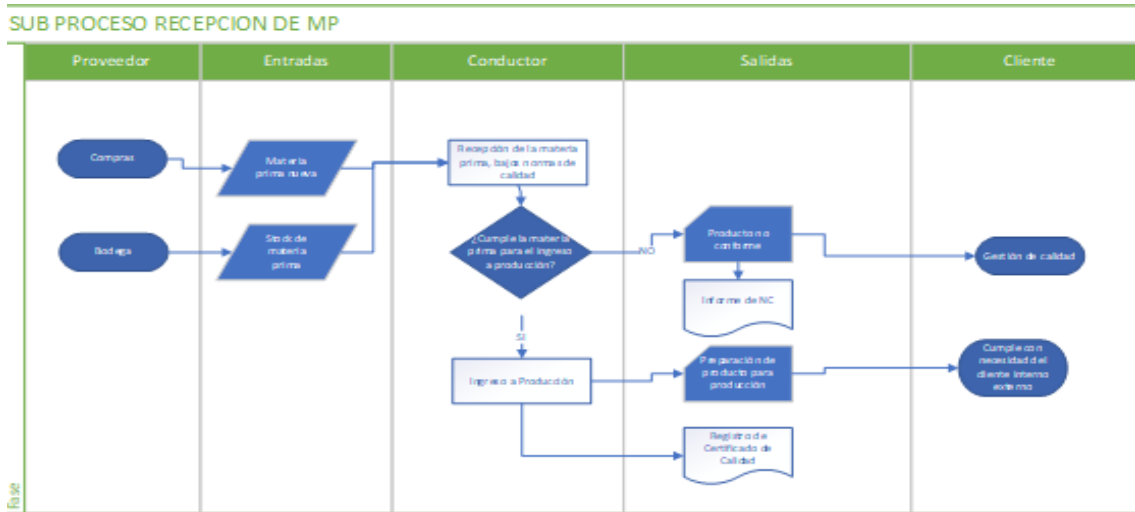 SUB PROCESO RECEPCION DE MP
Proveedor
Entradas
Conductor
Salidas
Cliente
Compras
Materia
prima nueva
Recepción de la materia
prima, bajos normas de
calidad
Bodega
Stock de
materia
prima
¿Cumple la materia
prima para el ingreso
a producción?
NO
Producto no
conforme
Gestión de calidad
Informe de NC
SI
Ingreso a Producción
Preparación de
producto para
producción
Cumple con
necesidad del
cliente interno
externo
Registro de
Certificado de
Calidad
Fase